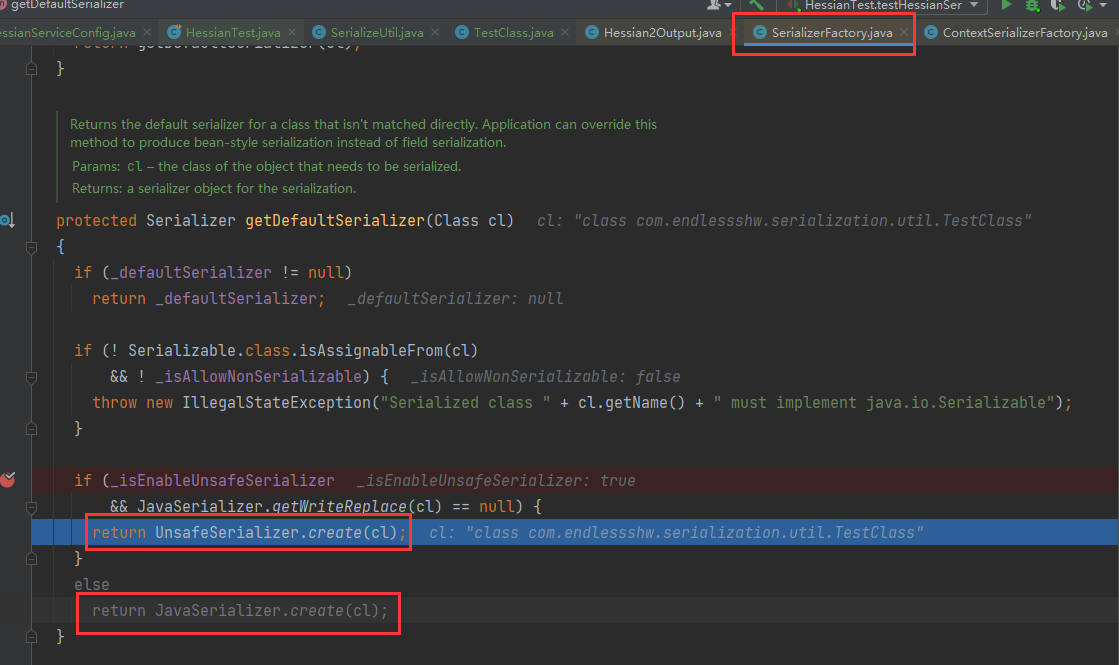 getDefaultSerializer
HessianTest.testHessianSer
essianServiceConfig.java × HessianTest.java × SerializeUtil.java × TestClass.java × Hessian2Output.java × SerializerFactory.java × ContextSerializerFactory.java
}
Returns the default serializer for a class that isn't matched directly. Application can override this
method to produce bean-style serialization instead of field serialization.
Params: cl – the class of the object that needs to be serialized.
Returns: a serializer object for the serialization.
protected Serializer getDefaultSerializer(Class cl) cl: "class com.endlessshw.serialization.util.TestClass"
{
if (_defaultSerializer != null)
return _defaultSerializer; _defaultSerializer: null
if (! Serializable.class.isAssignableFrom(cl)
&& ! _isAllowNonSerializable) { _isAllowNonSerializable: false
throw new IllegalStateException("Serialized class " + cl.getName() + " must implement java.io.Serializable");
}
if (_isEnableUnsafeSerializer _isEnableUnsafeSerializer: true
&& JavaSerializer.getWriteReplace(cl) == null) {
return UnsafeSerializer.create(cl); cl: "class com.endlessshw.serialization.util.TestClass"
}
else
return JavaSerializer.create(cl);
}